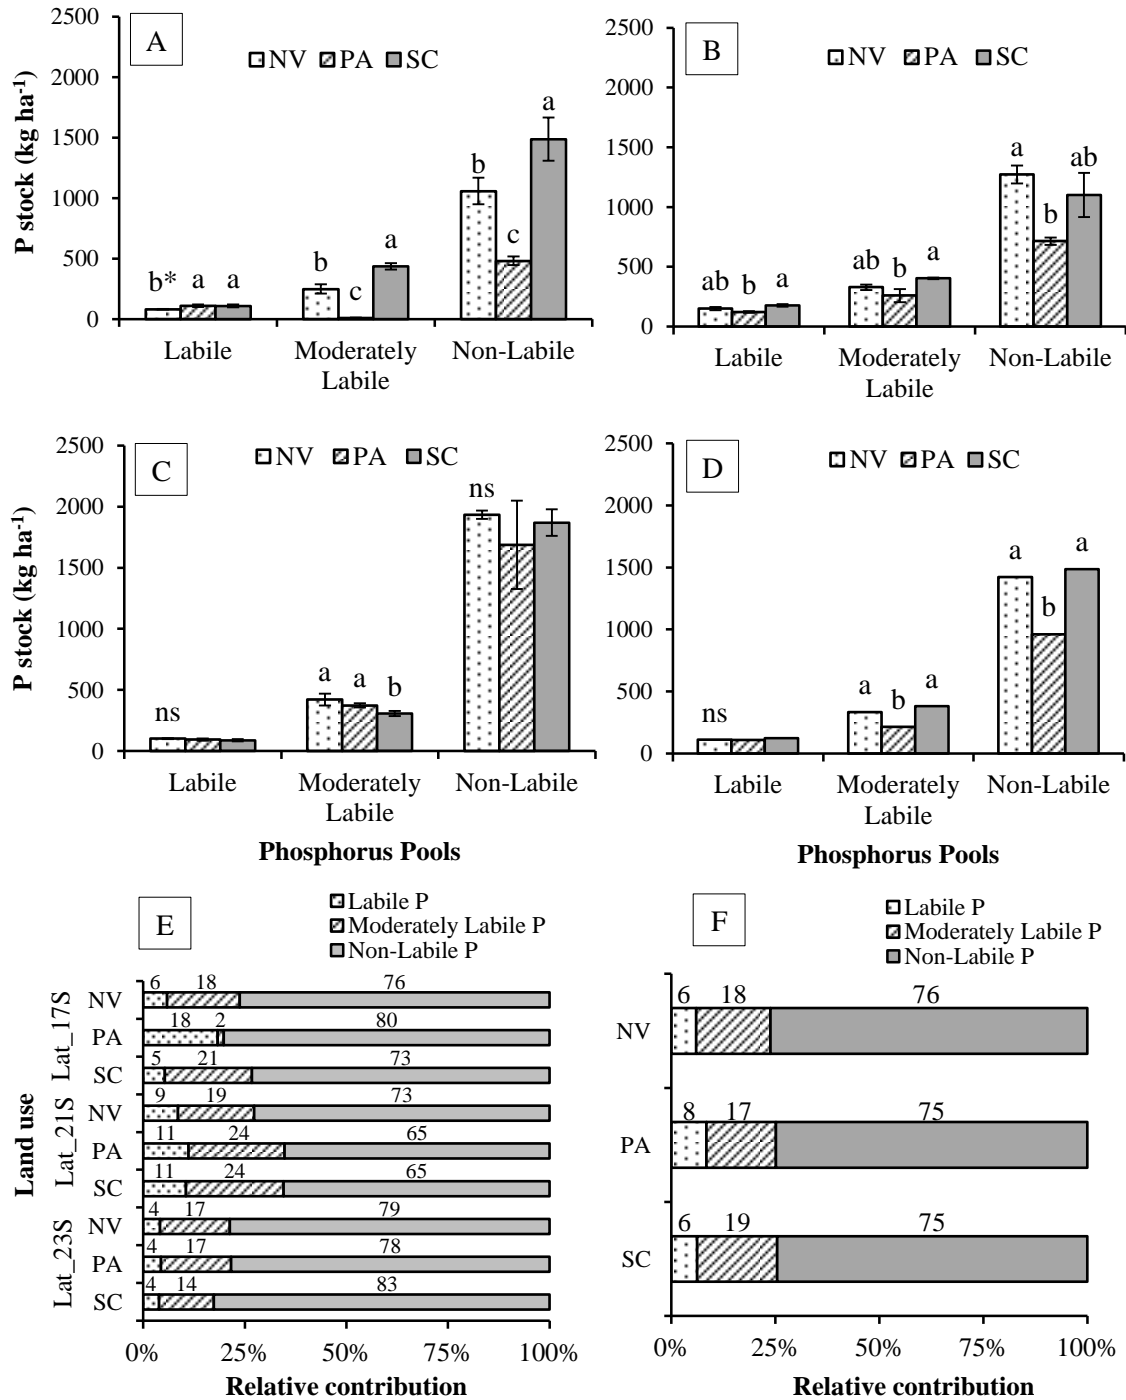 A
NV PA SC
P stock (kg ha⁻¹)
2500
2000
1500
1000
500
0
b* a a
b c a
b c a
Labile Moderately Labile Non-Labile
B
NV PA SC
2500
2000
1500
1000
500
0
ab b a
ab b a
a b ab
Labile Moderately Labile Non-Labile
C
NV PA SC
P stock (kg ha⁻¹)
2500
2000
1500
1000
500
0
ns
a a b
ns
Labile Moderately Labile Non-Labile
Phosphorus Pools
D
NV PA SC
2500
2000
1500
1000
500
0
ns
a b a
a b a
Labile Moderately Labile Non-Labile
Phosphorus Pools
E
Labile P
Moderately Labile P
Non-Labile P
Land use
Lat_17S
NV 6 18 76
PA 18 2 80
SC 5 21 73
Lat_21S
NV 9 19 73
PA 11 24 65
SC 11 24 65
Lat_23S
NV 4 17 79
PA 4 17 78
SC 4 14 83
0% 25% 50% 75% 100%
Relative contribution
F
Labile P
Moderately Labile P
Non-Labile P
NV 6 18 76
PA 8 17 75
SC 6 19 75
0% 25% 50% 75% 100%
Relative contribution